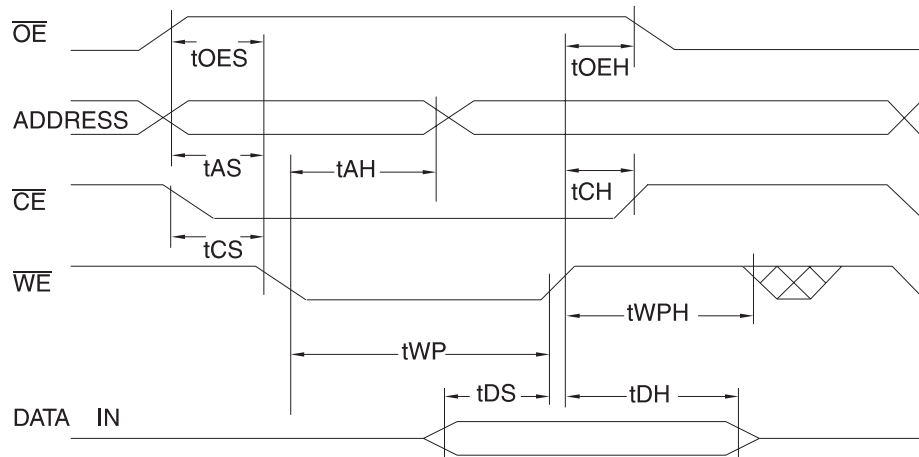 OE
tOES
tOEH
ADDRESS
tAS
tAH
tCH
CE
tCS
WE
tWPH
tWP
tDS
tDH
DATA IN